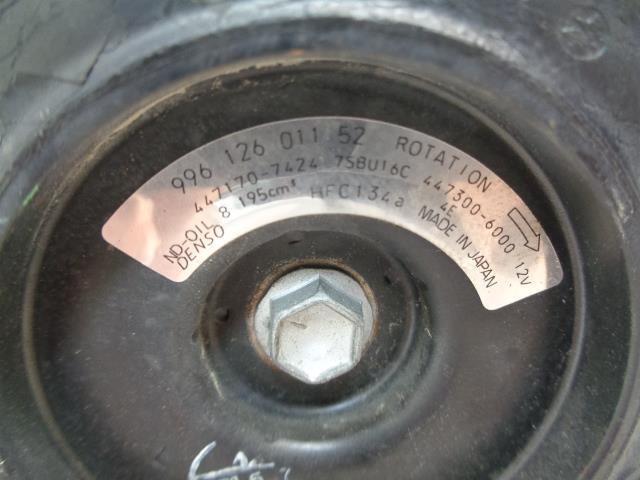 996 126 011 52 ROTATION
447170-7424 7SBU16C 447300-6000 12V
ND-OIL 8 195cm³ HFC134a 4E
DENSO MADE IN JAPAN